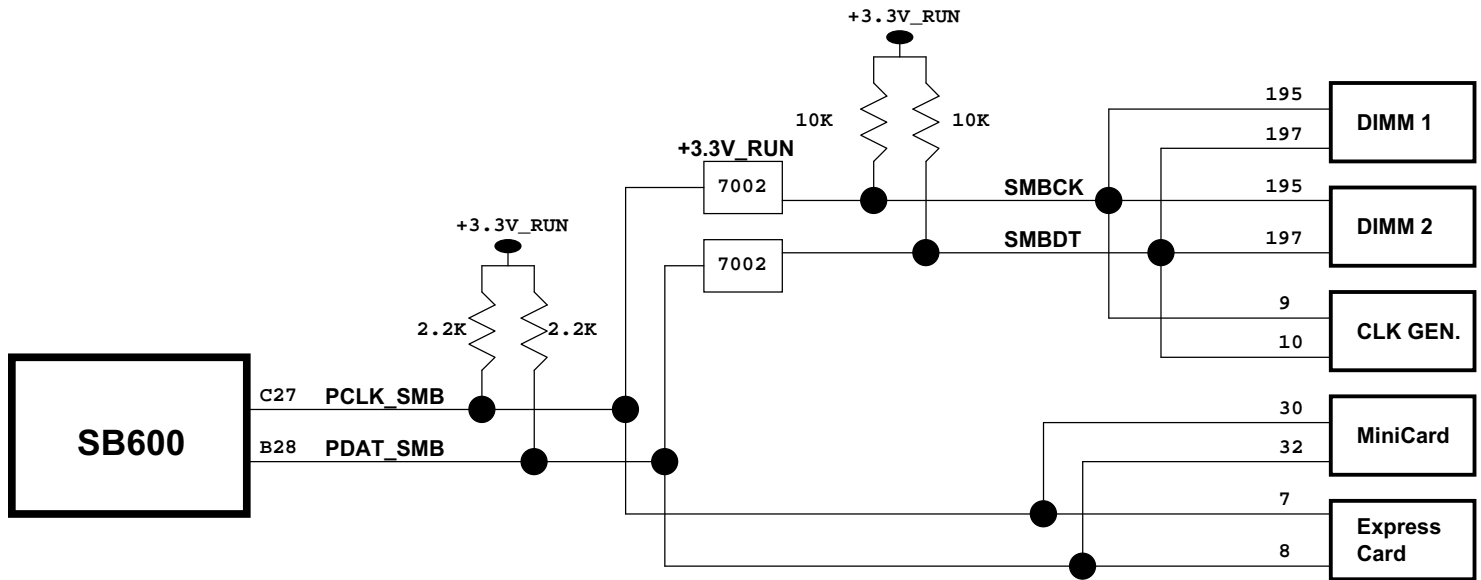 +3.3V_RUN
10K
10K
195
197
DIMM 1
+3.3V_RUN
7002
SMBCK
195
197
DIMM 2
7002
SMBDT
+3.3V_RUN
2.2K
2.2K
9
10
CLK GEN.
SB600
C27
PCLK_SMB
B28
PDAT_SMB
30
32
MiniCard
7
8
Express
Card